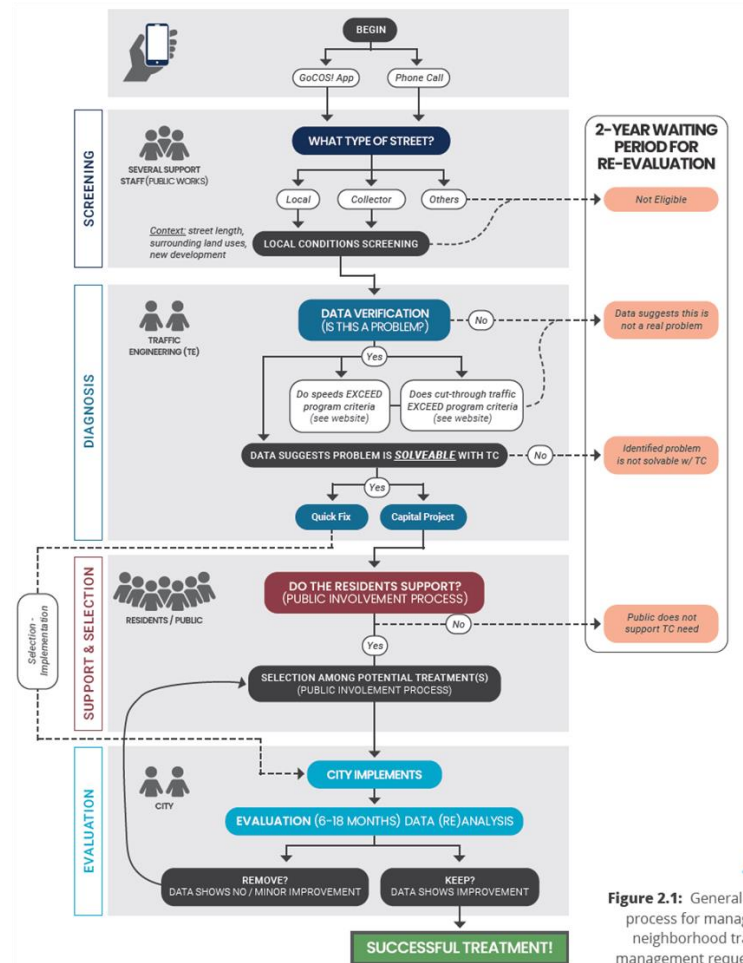 BEGIN
GoCOS! App
Phone Call
SCREENING
SEVERAL SUPPORT
STAFF (PUBLIC WORKS)
WHAT TYPE OF STREET?
Local
Collector
Others
Context: street length,
surrounding land uses,
new development
LOCAL CONDITIONS SCREENING
2-YEAR WAITING
PERIOD FOR
RE-EVALUATION
Not Eligible
DIAGNOSIS
TRAFFIC
ENGINEERING (TE)
DATA VERIFICATION
(IS THIS A PROBLEM?)
No
Data suggests this is
not a real problem
Yes
Do speeds EXCEED
program criteria
(see website)
Does cut-through traffic
EXCEED program criteria
(see website)
DATA SUGGESTS PROBLEM IS SOLVEABLE WITH TC
No
Identified problem
is not solvable w/ TC
Yes
Quick Fix
Capital Project
Selection -
Implementation
SUPPORT & SELECTION
RESIDENTS / PUBLIC
DO THE RESIDENTS SUPPORT?
(PUBLIC INVOLVEMENT PROCESS)
No
Public does not
support TC need
Yes
SELECTION AMONG POTENTIAL TREATMENT(S)
(PUBLIC INVOLEMENT PROCESS)
EVALUATION
CITY
CITY IMPLEMENTS
EVALUATION (6-18 MONTHS) DATA (RE)ANALYSIS
REMOVE?
DATA SHOWS NO / MINOR IMPROVEMENT
KEEP?
DATA SHOWS IMPROVEMENT
SUCCESSFUL TREATMENT!
Figure 2.1: General
process for manag
neighborhood tra
management reque